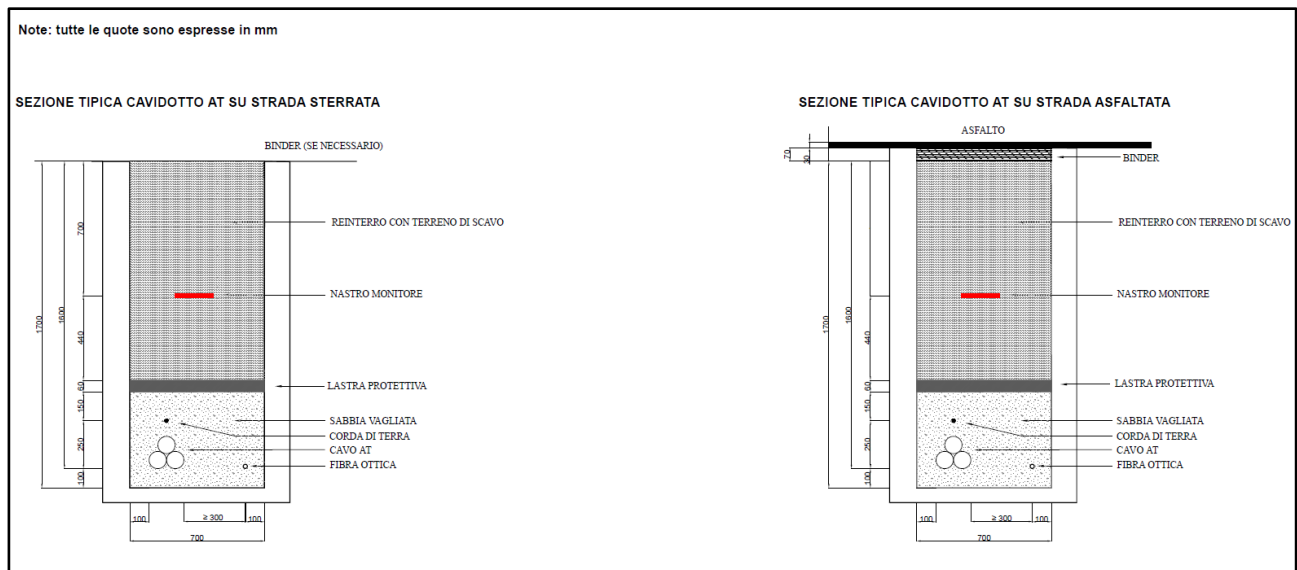 Note: tutte le quote sono espresse in mm
SEZIONE TIPICA CAVIDOTTO AT SU STRADA STERRATA
BINDER (SE NECESSARIO)
REINTERRO CON TERRENO DI SCAVO
NASTRO MONITORE
LASTRA PROTETTIVA
SABBIA VAGLIATA
CORDA DI TERRA
CAVO AT
FIBRA OTTICA
1700
1600
700
440
60
150
250
100
100
≥ 300
100
700
SEZIONE TIPICA CAVIDOTTO AT SU STRADA ASFALTATA
ASFALTO
BINDER
REINTERRO CON TERRENO DI SCAVO
NASTRO MONITORE
LASTRA PROTETTIVA
SABBIA VAGLIATA
CORDA DI TERRA
CAVO AT
FIBRA OTTICA
70
30
1700
1600
700
440
60
150
250
100
100
≥ 300
100
700